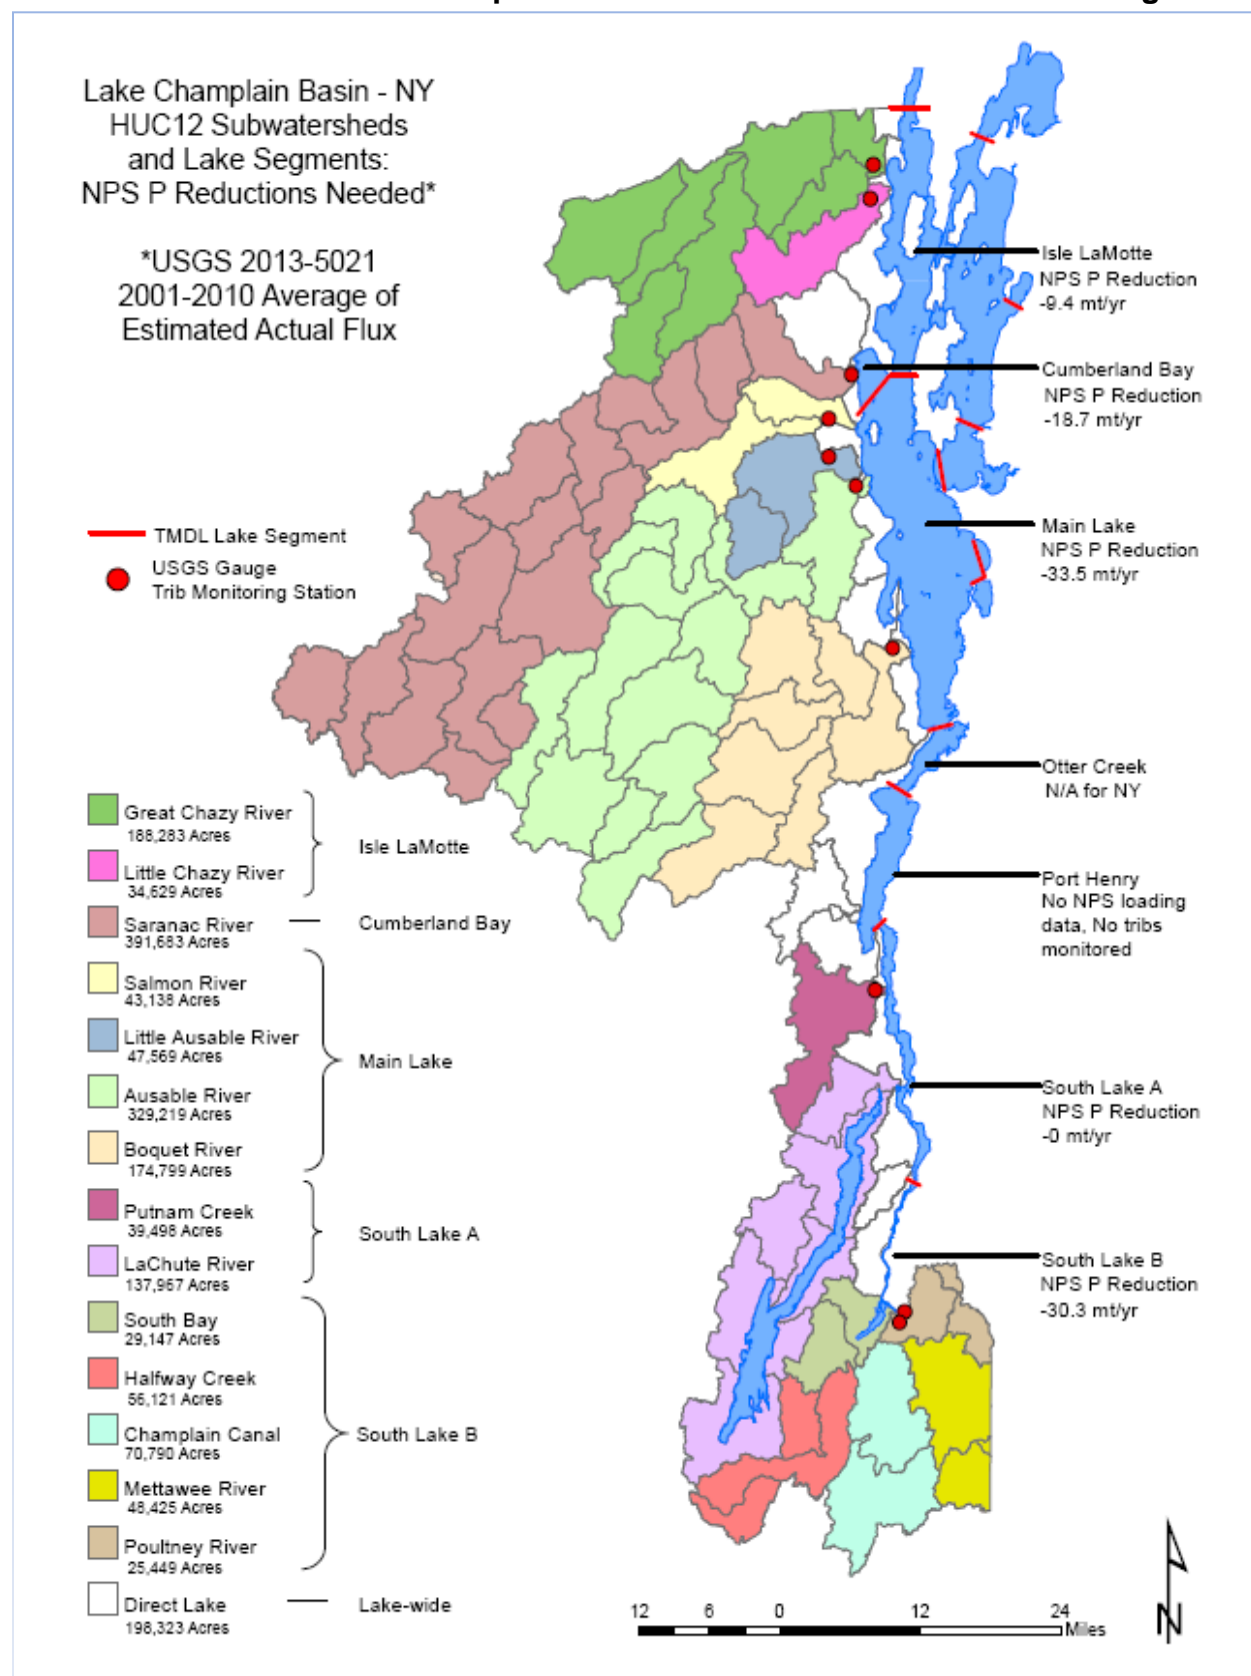 Lake Champlain Basin - NY
HUC12 Subwatersheds
and Lake Segments:
NPS P Reductions Needed*
*USGS 2013-5021
2001-2010 Average of
Estimated Actual Flux
Isle LaMotte
NPS P Reduction
-9.4 mt/yr
Cumberland Bay
NPS P Reduction
-18.7 mt/yr
TMDL Lake Segment
USGS Gauge
Trib Monitoring Station
Main Lake
NPS P Reduction
-33.5 mt/yr
Otter Creek
N/A for NY
Port Henry
No NPS loading
data, No tribs
monitored
South Lake A
NPS P Reduction
-0 mt/yr
South Lake B
NPS P Reduction
-30.3 mt/yr
Great Chazy River
188,283 Acres
Little Chazy River
34,629 Acres
Isle LaMotte
Saranac River
391,683 Acres
Cumberland Bay
Salmon River
43,138 Acres
Little Ausable River
47,569 Acres
Ausable River
329,219 Acres
Boquet River
174,799 Acres
Main Lake
Putnam Creek
39,498 Acres
LaChute River
137,967 Acres
South Lake A
South Bay
29,147 Acres
Halfway Creek
56,121 Acres
Champlain Canal
70,790 Acres
Mettawee River
48,425 Acres
Poultney River
25,449 Acres
South Lake B
Direct Lake
198,323 Acres
Lake-wide
12 6 0 12 24
Miles
N